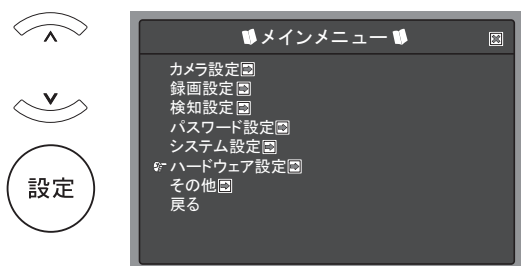 メインメニュー
カメラ設定
録画設定
検知設定
パスワード設定
システム設定
ハードウェア設定
その他
戻る
設定